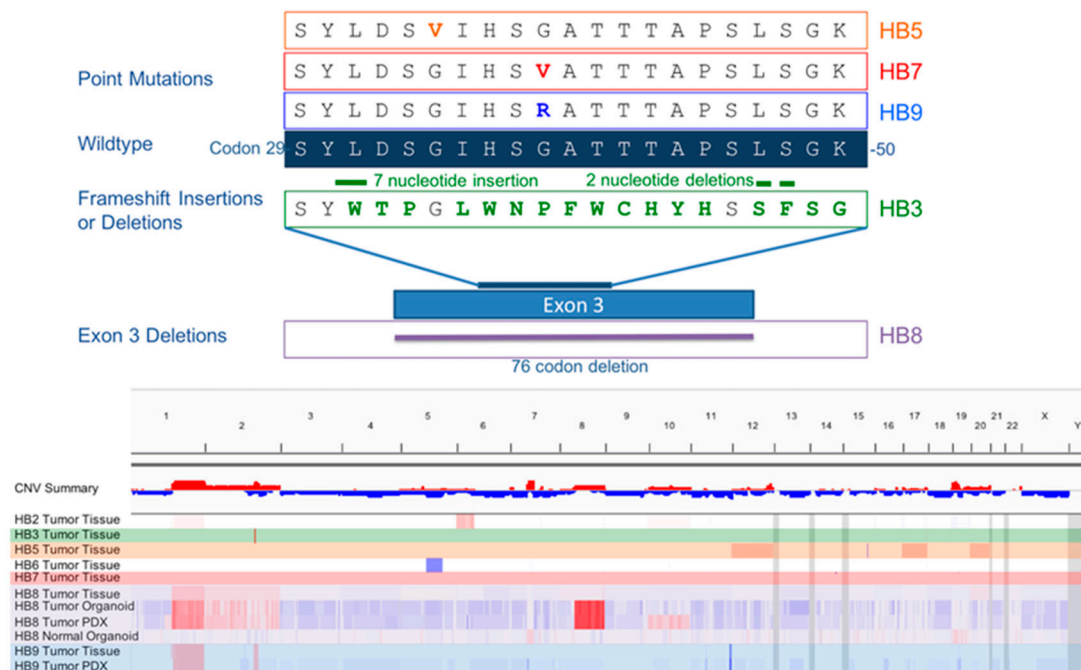 S Y L D S V I H S G A T T T A P S L S G K HB5
Point Mutations
S Y L D S G I H S V A T T T A P S L S G K HB7
S Y L D S G I H S R A T T T A P S L S G K HB9
Wildtype Codon 29- S Y L D S G I H S G A T T T A P S L S G K -50
7 nucleotide insertion 2 nucleotide deletions
Frameshift Insertions
or Deletions
S Y W T P G L W N P F W C H Y H S S F S G HB3
Exon 3
Exon 3 Deletions HB8
76 codon deletion
1 2 3 4 5 6 7 8 9 10 11 12 13 14 15 16 17 18 19 20 21 22 X Y
CNV Summary
HB2 Tumor Tissue
HB3 Tumor Tissue
HB5 Tumor Tissue
HB6 Tumor Tissue
HB7 Tumor Tissue
HB8 Tumor Tissue
HB8 Tumor Organoid
HB8 Tumor PDX
HB8 Normal Organoid
HB9 Tumor Tissue
HB9 Tumor PDX